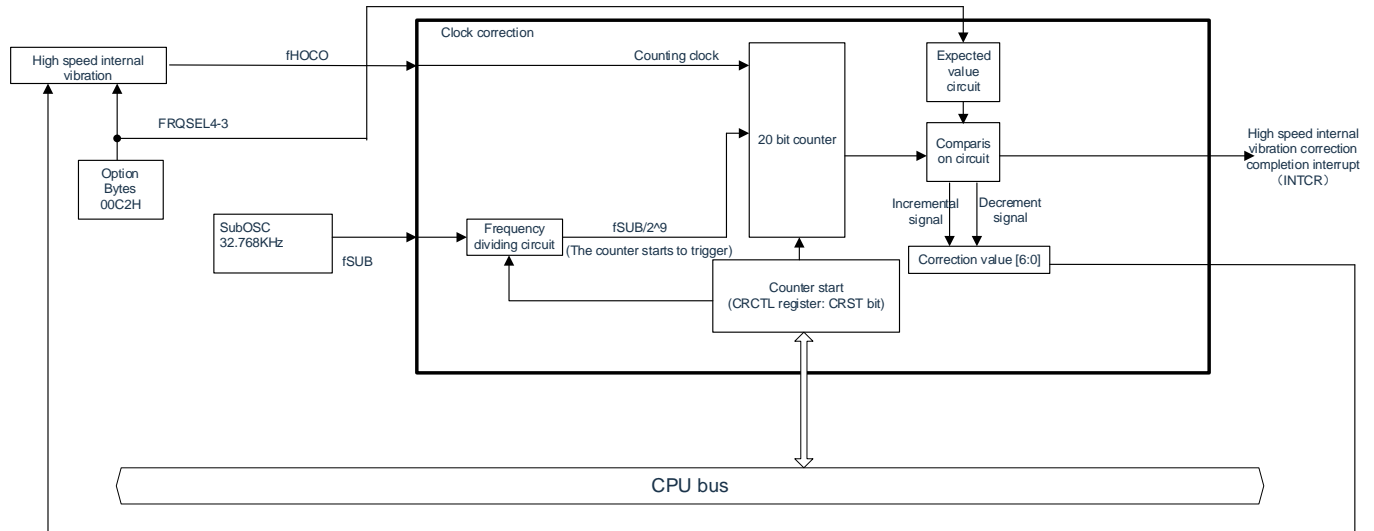 Clock correction
High speed internal
vibration
fHOCO
Counting clock
Expected
value
circuit
FRQSEL4-3
20 bit counter
Comparis
on circuit
High speed internal
vibration correction
completion interrupt
（INTCR）
Option
Bytes
00C2H
Incremental
signal
Decrement
signal
SubOSC
32.768KHz
fSUB
Frequency
dividing circuit
fSUB/2^9
(The counter starts to trigger)
Correction value [6:0]
Counter start
(CRCTL register: CRST bit)
CPU bus